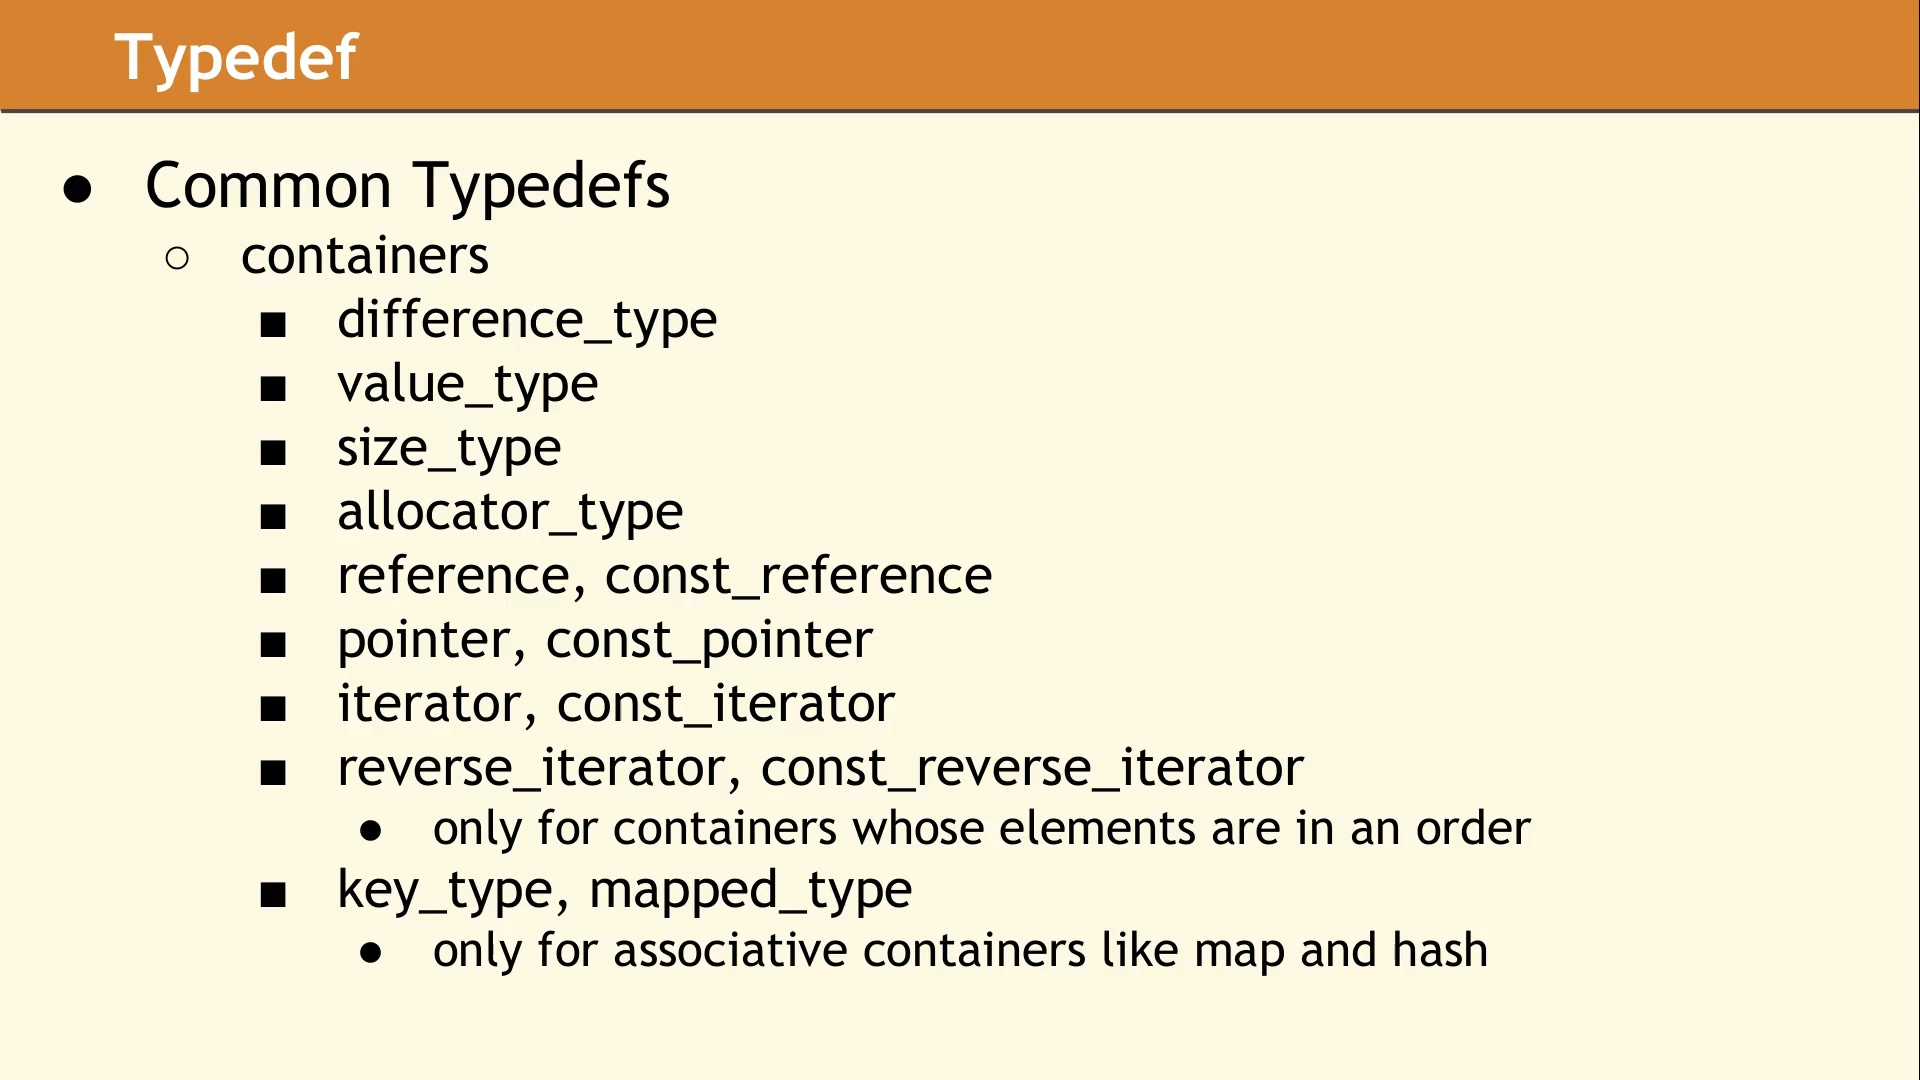 Typedef
● Common Typedefs
○ containers
■ difference_type
■ value_type
■ size_type
■ allocator_type
■ reference, const_reference
■ pointer, const_pointer
■ iterator, const_iterator
■ reverse_iterator, const_reverse_iterator
● only for containers whose elements are in an order
■ key_type, mapped_type
● only for associative containers like map and hash